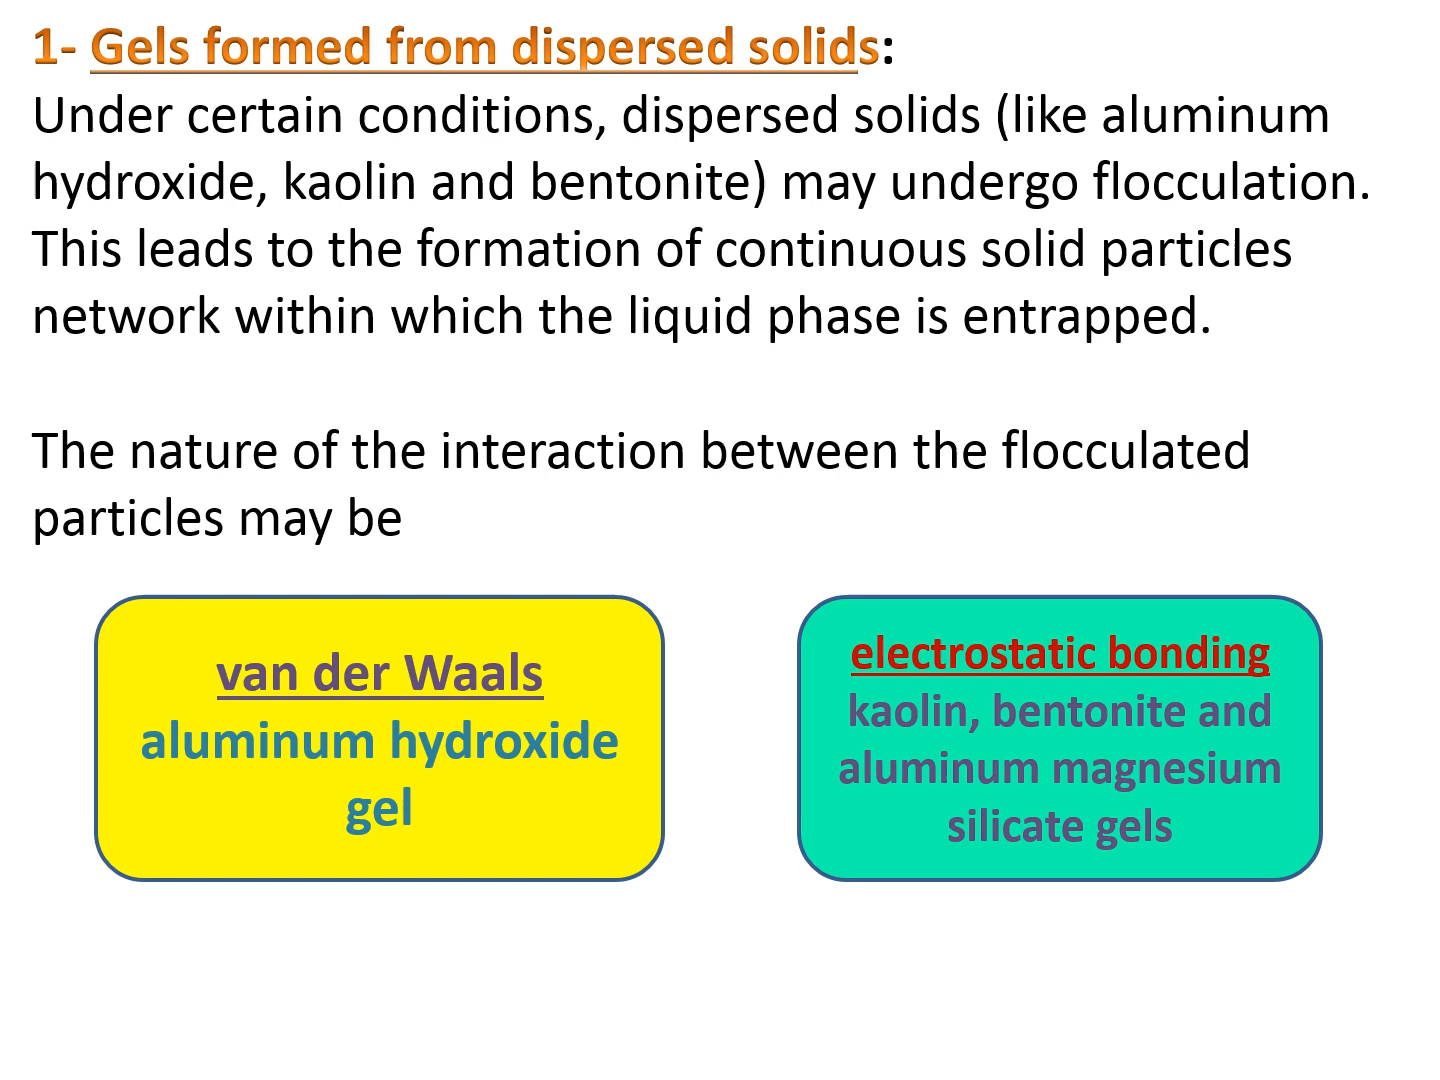 1- Gels formed from dispersed solids:
Under certain conditions, dispersed solids (like aluminum
hydroxide, kaolin and bentonite) may undergo flocculation.
This leads to the formation of continuous solid particles
network within which the liquid phase is entrapped.
The nature of the interaction between the flocculated
particles may be
van der Waals
aluminum hydroxide
gel
electrostatic bonding
kaolin, bentonite and
aluminum magnesium
silicate gels